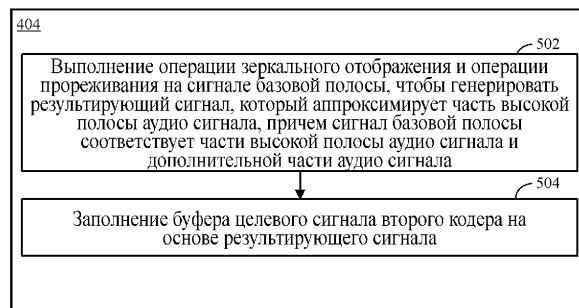 404
502
Выполнение операции зеркального отображения и операции
прореживания на сигнале базовой полосы, чтобы генерировать
результирующий сигнал, который аппроксимирует часть высокой
полосы аудио сигнала, причем сигнал базовой полосы
соответствует части высокой полосы аудио сигнала и
дополнительной части аудио сигнала
504
Заполнение буфера целевого сигнала второго кодера на
основе результирующего сигнала